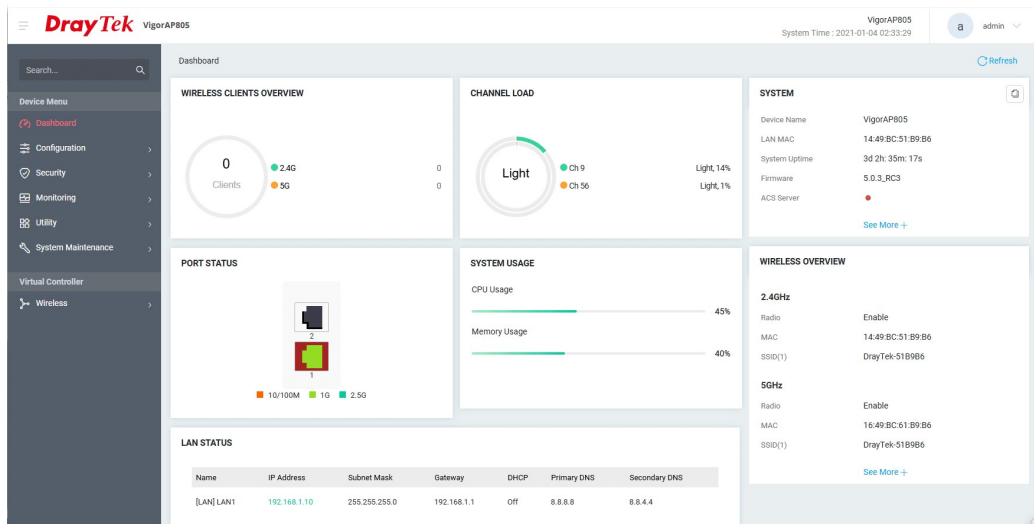 DrayTek VigorAP805
VigorAP805
System Time : 2021-01-04 02:33:29
a admin
Search...
Device Menu
Dashboard
Configuration
Security
Monitoring
Utility
System Maintenance
Virtual Controller
Wireless
Dashboard
Refresh
WIRELESS CLIENTS OVERVIEW
0
Clients
2.4G 0
5G 0
CHANNEL LOAD
Light
Ch 9 Light, 14%
Ch 56 Light, 1%
SYSTEM
Device Name VigorAP805
LAN MAC 14:49:BC:51:B9:B6
System Uptime 3d 2h: 35m: 17s
Firmware 5.0.3_RC3
ACS Server
See More +
PORT STATUS
2
1
10/100M 1G 2.5G
SYSTEM USAGE
CPU Usage
45%
Memory Usage
40%
WIRELESS OVERVIEW
2.4GHz
Radio Enable
MAC 14:49:BC:51:B9:B6
SSID(1) DrayTek-51B9B6
5GHz
Radio Enable
MAC 16:49:BC:61:B9:B6
SSID(1) DrayTek-51B9B6
See More +
LAN STATUS
Name IP Address Subnet Mask Gateway DHCP Primary DNS Secondary DNS
[LAN] LAN1 192.168.1.10 255.255.255.0 192.168.1.1 Off 8.8.8.8 8.8.4.4